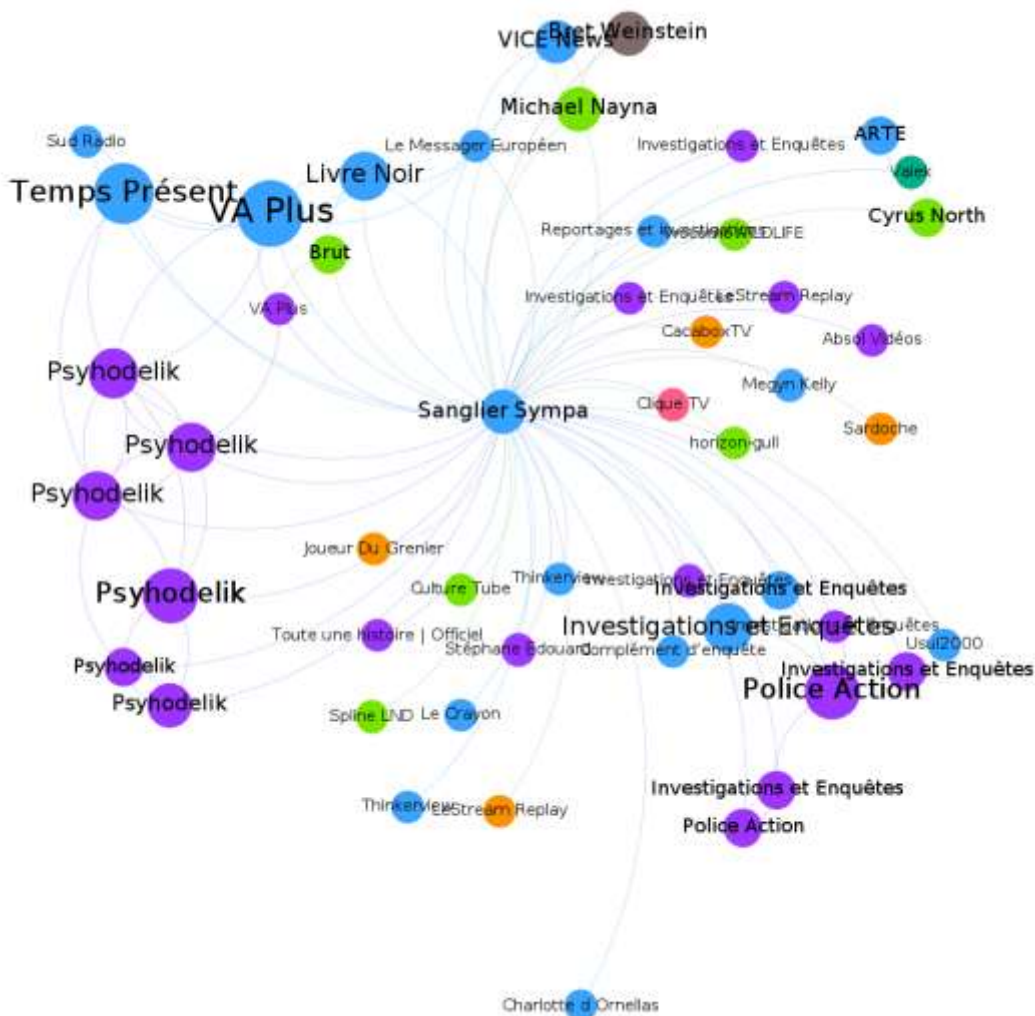 Bret Weinstein
VICE News
Michael Nayna
Sud Radio
Le Messager Européen
Investigations et Enquêtes
ARTE
Livre Noir
Valek
Temps Présent
VA Plus
Cyrus North
Reportages et Investigations
Brut
Investigations et Enquêtes
LeStream Replay
VA Plus
CacaboxTV
Absol Vidéos
Psyhodelik
Megyn Kelly
Sanglier Sympa
Clique TV
Sardoche
Psyhodelik
horizon-gull
Psyhodelik
Joueur Du Grenier
Thinkerview
Investigations et Enquêtes
Culture Tube
Investigations et Enquêtes
Psyhodelik
Investigations et Enquêtes
Investigations et Enquêtes
Toute une histoire | Officiel
Usul2000
Stéphane Edouard
Complément d'enquête
Psyhodelik
Investigations et Enquêtes
Police Action
Psyhodelik
Spline LND
Le Crayon
Investigations et Enquêtes
Thinkerview
LeStream Replay
Police Action
Charlotte d Ornellas